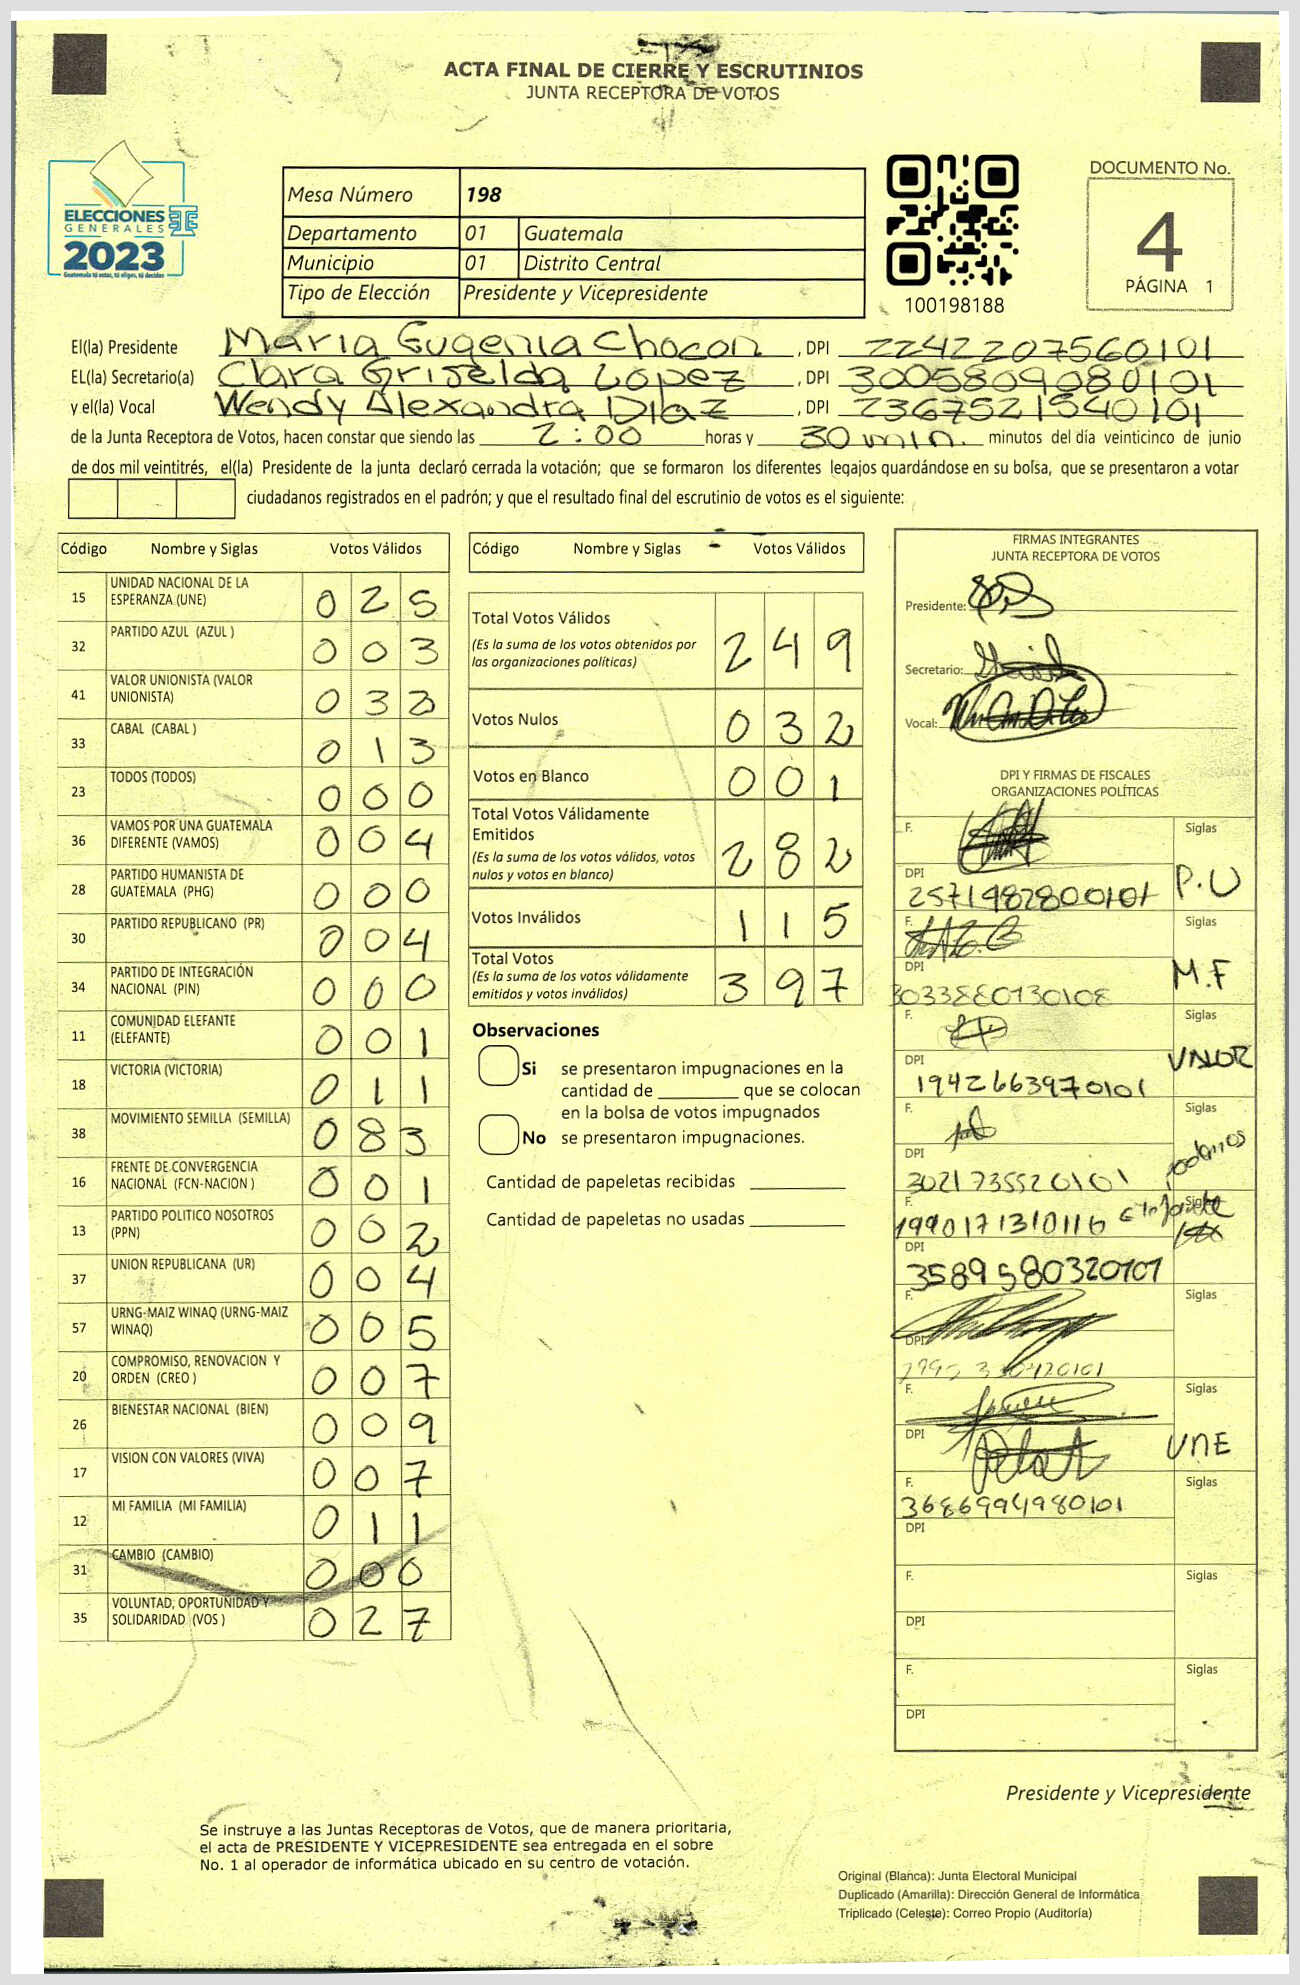 ACTA FINAL DE CIERRE Y ESCRUTINIOS
JUNTA RECEPTORA DE VOTOS
ELECCIONES
GENERALES
2023
Guatemala tú estas, tú eliges, tú decides
Mesa Número 198
Departamento 01 Guatemala
Municipio 01 Distrito Central
Tipo de Elección Presidente y Vicepresidente
100198188
DOCUMENTO No.
4
PÁGINA 1
El(la) Presidente Maria Eugenia Chocon, DPI 2242207560101
EL(la) Secretario(a) Clara Griselda Lopez, DPI 3005809080101
y el(la) Vocal Wendy Alexandra Diaz, DPI 2367521540101
de la Junta Receptora de Votos, hacen constar que siendo las 2:00 horas y 30 min. minutos del día veinticinco de junio
de dos mil veintitrés, el(la) Presidente de la junta declaró cerrada la votación; que se formaron los diferentes legajos quardándose en su bolsa, que se presentaron a votar
ciudadanos registrados en el padrón; y que el resultado final del escrutinio de votos es el siguiente:
Código Nombre y Siglas Votos Válidos
15 UNIDAD NACIONAL DE LA ESPERANZA (UNE) 0 2 5
32 PARTIDO AZUL (AZUL ) 0 0 3
41 VALOR UNIONISTA (VALOR UNIONISTA) 0 3 2
33 CABAL (CABAL ) 0 1 3
23 TODOS (TODOS) 0 0 0
36 VAMOS POR UNA GUATEMALA DIFERENTE (VAMOS) 0 0 4
28 PARTIDO HUMANISTA DE GUATEMALA (PHG) 0 0 0
30 PARTIDO REPUBLICANO (PR) 0 0 4
34 PARTIDO DE INTEGRACIÓN NACIONAL (PIN) 0 0 0
11 COMUNIDAD ELEFANTE (ELEFANTE) 0 0 1
18 VICTORIA (VICTORIA) 0 1 1
38 MOVIMIENTO SEMILLA (SEMILLA) 0 8 3
16 FRENTE DE CONVERGENCIA NACIONAL (FCN-NACION ) 0 0 1
13 PARTIDO POLITICO NOSOTROS (PPN) 0 0 2
37 UNION REPUBLICANA (UR) 0 0 4
57 URNG-MAIZ WINAQ (URNG-MAIZ WINAQ) 0 0 5
20 COMPROMISO, RENOVACION Y ORDEN (CREO ) 0 0 7
26 BIENESTAR NACIONAL (BIEN) 0 0 9
17 VISION CON VALORES (VIVA) 0 0 7
12 MI FAMILIA (MI FAMILIA) 0 1 1
31 CAMBIO (CAMBIO) 0 0 0
35 VOLUNTAD, OPORTUNIDAD Y SOLIDARIDAD (VOS ) 0 2 7
Código Nombre y Siglas Votos Válidos
Total Votos Válidos 2 4 9
(Es la suma de los votos obtenidos por
las organizaciones políticas)
Votos Nulos 0 3 2
Votos en Blanco 0 0 1
Total Votos Válidamente
Emitidos 2 8 2
(Es la suma de los votos válidos, votos
nulos y votos en blanco)
Votos Inválidos 1 1 5
Total Votos 3 9 7
(Es la suma de los votos válidamente
emitidos y votos inválidos)
Observaciones
Si se presentaron impugnaciones en la
cantidad de ________ que se colocan
en la bolsa de votos impugnados
No se presentaron impugnaciones.
Cantidad de papeletas recibidas
Cantidad de papeletas no usadas
FIRMAS INTEGRANTES
JUNTA RECEPTORA DE VOTOS
Presidente:
Secretario:
Vocal:
DPI Y FIRMAS DE FISCALES
ORGANIZACIONES POLÍTICAS
F. Siglas
DPI 2571982800101 P.U
F. Siglas
DPI 3033880130108 M.F
F. Siglas
DPI 1942663970101 VALOR
F. Siglas
DPI 3021735520101 podemos
F. Siglas
1990171310116 elefante
DPI 3589580320101
F. Siglas
DPI
F. Siglas
DPI UNE
F. Siglas
3686994980101
DPI
F. Siglas
DPI
F. Siglas
DPI
Presidente y Vicepresidente
Se instruye a las Juntas Receptoras de Votos, que de manera prioritaria,
el acta de PRESIDENTE Y VICEPRESIDENTE sea entregada en el sobre
No. 1 al operador de informática ubicado en su centro de votación.
Original (Blanca): Junta Electoral Municipal
Duplicado (Amarilla): Dirección General de Informática
Triplicado (Celeste): Correo Propio (Auditoría)